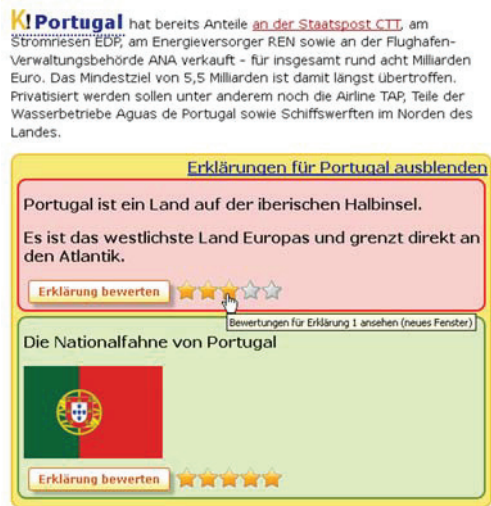 K! Portugal hat bereits Anteile an der Staatspost CTT, am
Stromriesen EDP, am Energieversorger REN sowie an der Flughafen-
Verwaltungsbehörde ANA verkauft - für insgesamt rund acht Milliarden
Euro. Das Mindestziel von 5,5 Milliarden ist damit längst übertroffen.
Privatisiert werden sollen unter anderem noch die Airline TAP, Teile der
Wasserbetriebe Aguas de Portugal sowie Schiffswerften im Norden des
Landes.
Erklärungen für Portugal ausblenden
Portugal ist ein Land auf der iberischen Halbinsel.
Es ist das westlichste Land Europas und grenzt direkt an
den Atlantik.
Erklärung bewerten
Bewertungen für Erklärung 1 ansehen (neues Fenster)
Die Nationalfahne von Portugal
Erklärung bewerten